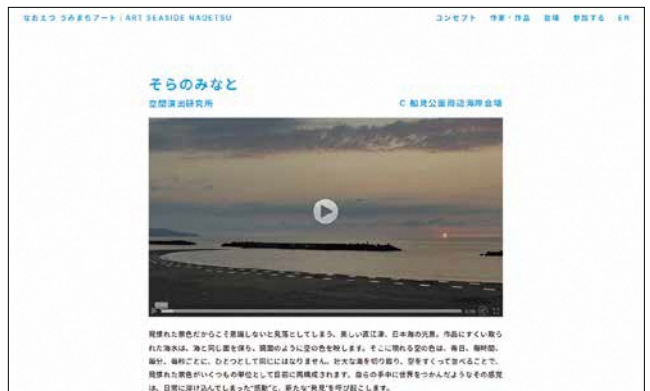 なおえつ うみまちアート｜ART SEASIDE NAOETSU
コンセプト 作家・作品 会場 参加する EN
そらのみなと
空間演出研究所
C 船見公園周辺海岸会場
見慣れた景色だからこそ意識しないと見落としてしまう、美しい直江津、日本海の光景。作品にすくい取ら
れた海水は、海と同じ面を保ち、鏡面のように空の色を映します。そこに現れる空の色は、毎日、毎時間、
毎分、毎秒ごとに、ひとつとして同じにはなりません。壮大な海を切り取り、空をすくって並べることで、
見慣れた景色がいくつもの単位として目前に再構成されます。自らの手中に世界をつかんだようなその感覚
は、日常に溶け込んでしまった“感動”と、新たな“発見”を呼び起こします。